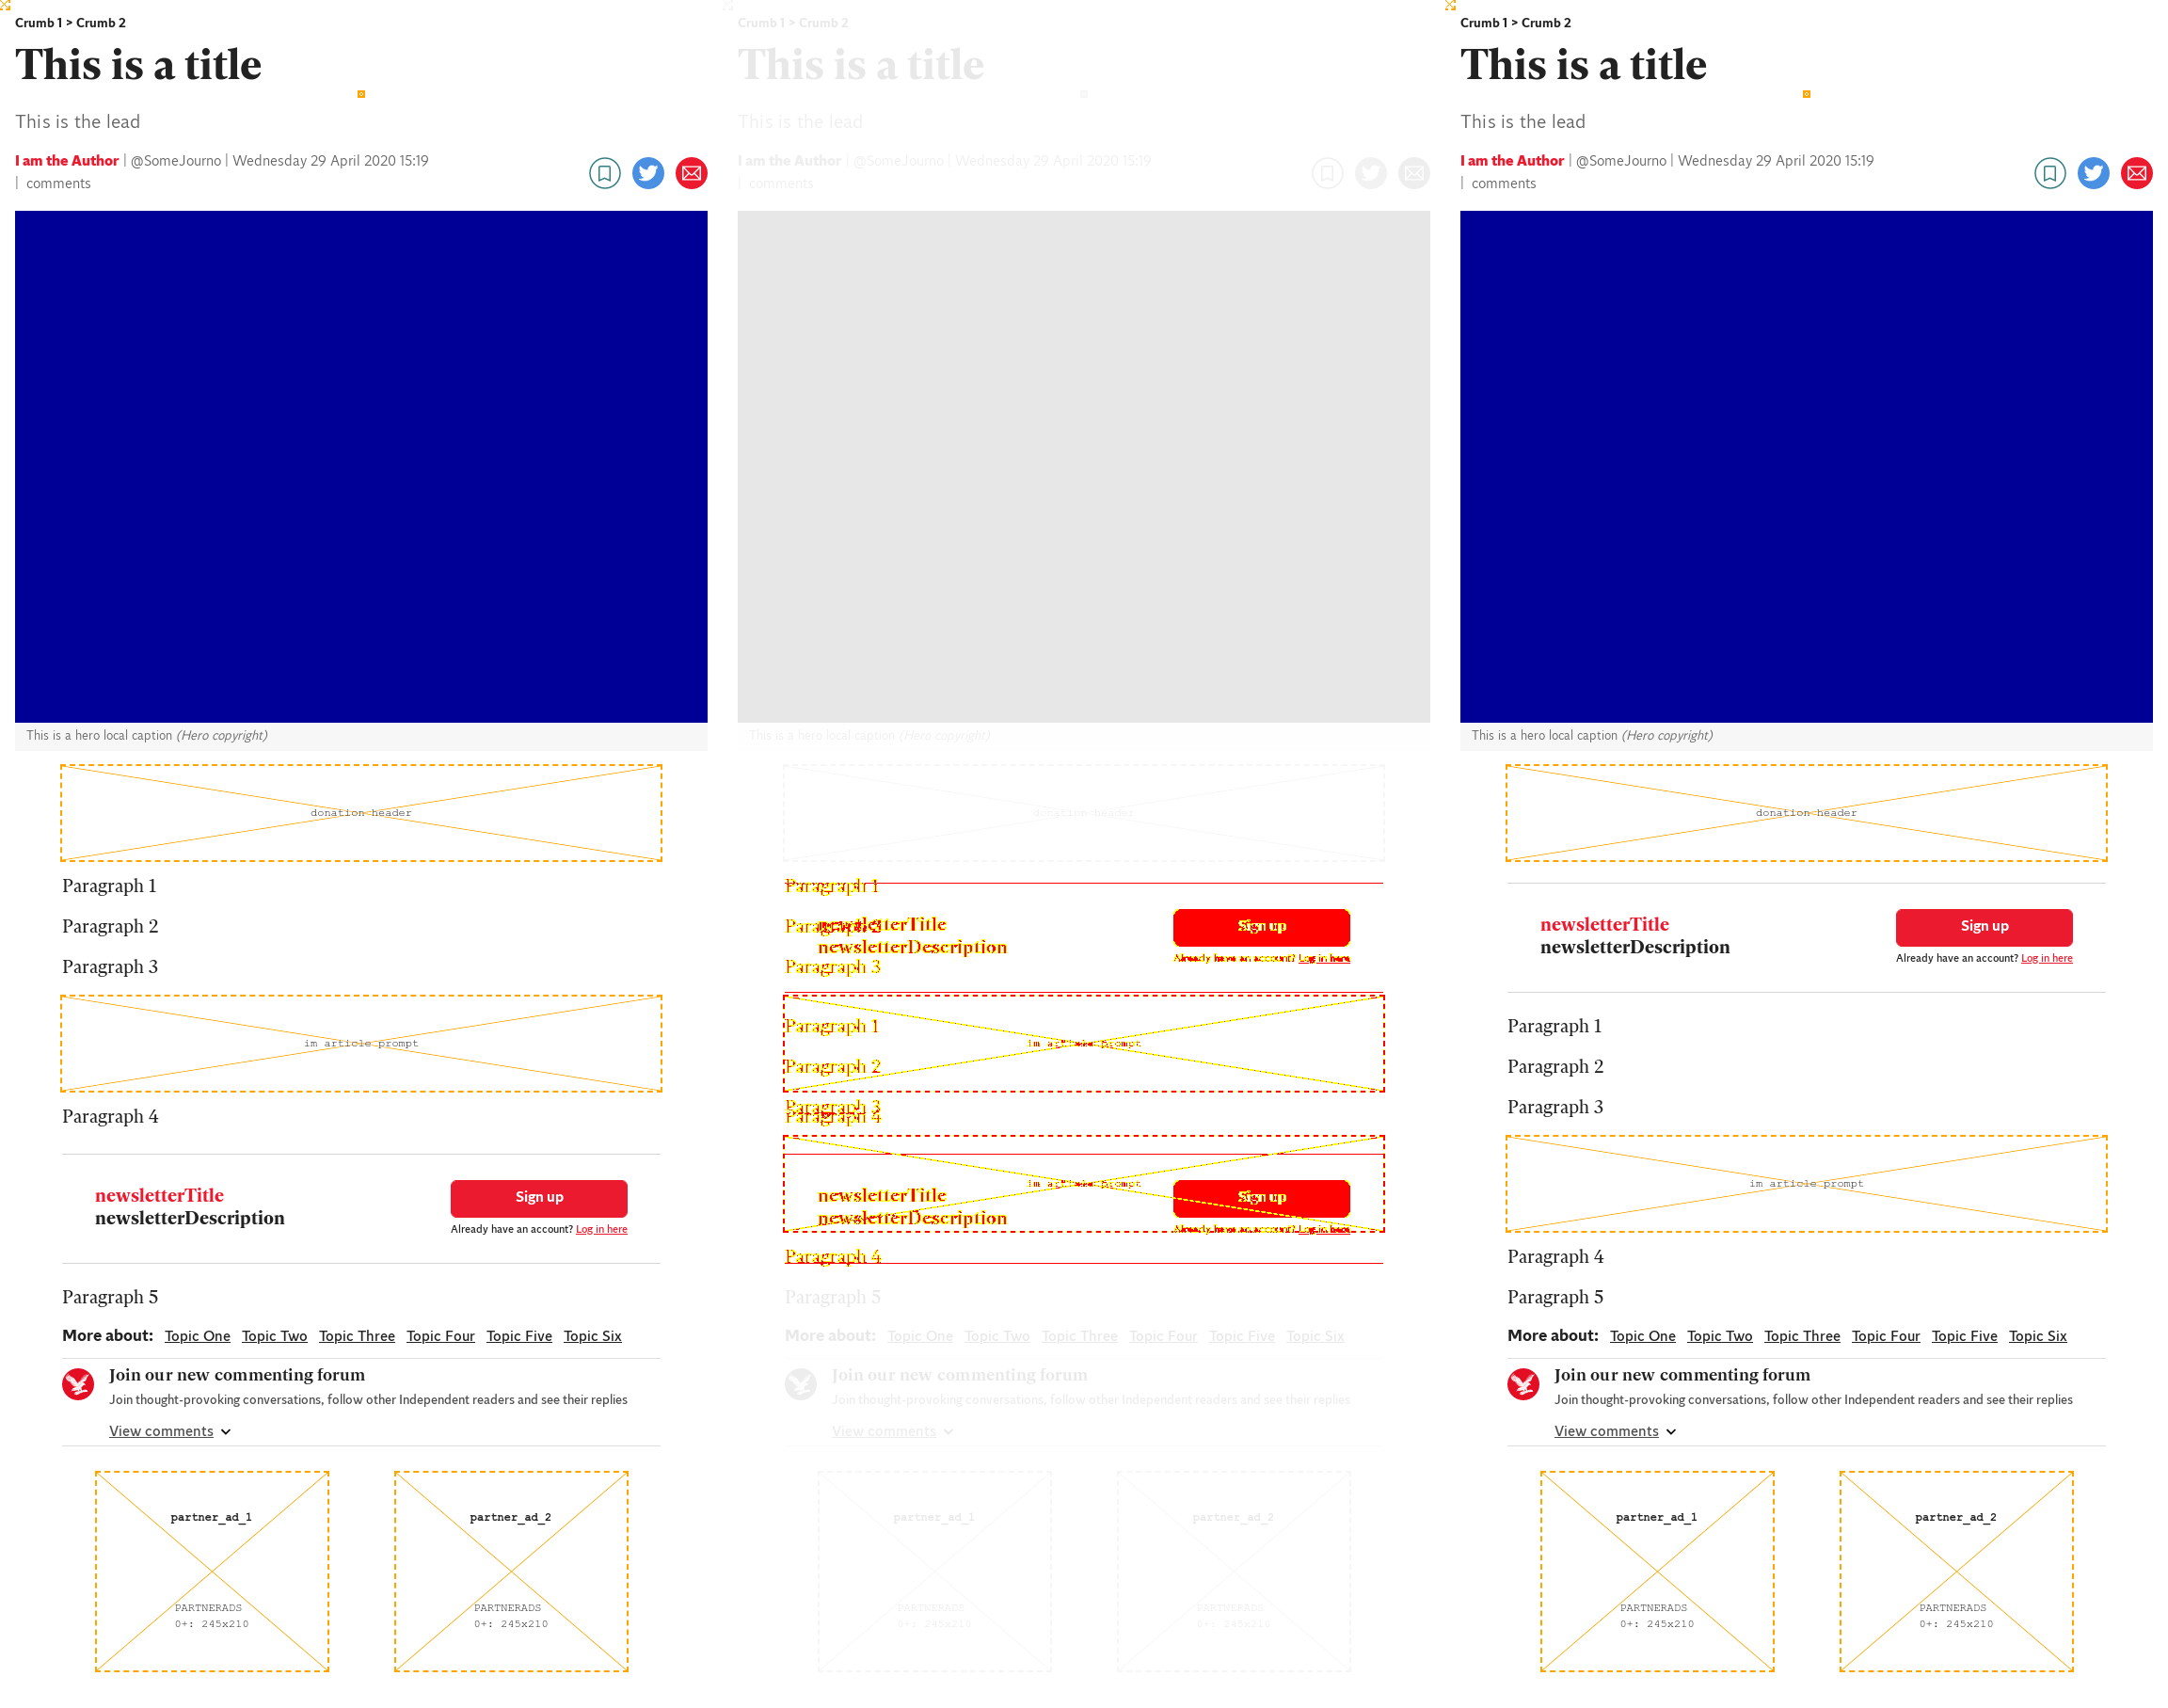 Crumb 1 > Crumb 2
This is a title
This is the lead
I am the Author | @SomeJourno | Wednesday 29 April 2020 15:19
| comments
This is a hero local caption (Hero copyright)
donation-header
Paragraph 1
Paragraph 2
Paragraph 3
im article prompt
Paragraph 4
newsletterTitle
newsletterDescription
Sign up
Already have an account? Log in here
Paragraph 5
More about: Topic One Topic Two Topic Three Topic Four Topic Five Topic Six
Join our new commenting forum
Join thought-provoking conversations, follow other Independent readers and see their replies
View comments
partner_ad_1
PARTNERADS
0+: 245x210
partner_ad_2
PARTNERADS
0+: 245x210
Crumb 1 > Crumb 2
This is a title
This is the lead
I am the Author | @SomeJourno | Wednesday 29 April 2020 15:19
| comments
This is a hero local caption (Hero copyright)
donation-header
Paragraph 1
Paragraph 2
newsletterTitle
newsletterDescription
Sign up
Already have an account? Log in here
Paragraph 3
Paragraph 1
im article prompt
Paragraph 2
Paragraph 3
Paragraph 4
im article prompt
newsletterTitle
newsletterDescription
Sign up
Already have an account? Log in here
Paragraph 4
Paragraph 5
More about: Topic One Topic Two Topic Three Topic Four Topic Five Topic Six
Join our new commenting forum
Join thought-provoking conversations, follow other Independent readers and see their replies
View comments
partner_ad_1
PARTNERADS
0+: 245x210
partner_ad_2
PARTNERADS
0+: 245x210
Crumb 1 > Crumb 2
This is a title
This is the lead
I am the Author | @SomeJourno | Wednesday 29 April 2020 15:19
| comments
This is a hero local caption (Hero copyright)
donation-header
newsletterTitle
newsletterDescription
Sign up
Already have an account? Log in here
Paragraph 1
Paragraph 2
Paragraph 3
im article prompt
Paragraph 4
Paragraph 5
More about: Topic One Topic Two Topic Three Topic Four Topic Five Topic Six
Join our new commenting forum
Join thought-provoking conversations, follow other Independent readers and see their replies
View comments
partner_ad_1
PARTNERADS
0+: 245x210
partner_ad_2
PARTNERADS
0+: 245x210